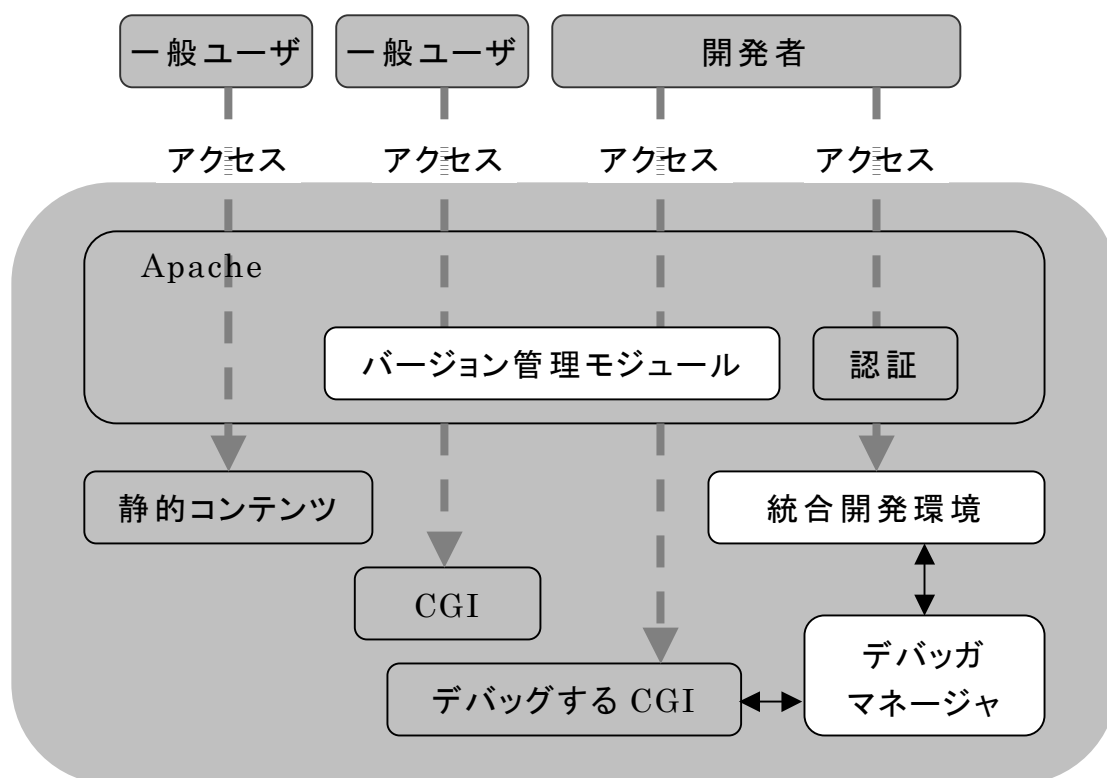 一般ユーザ
一般ユーザ
開発者
アクセス
アクセス
アクセス
アクセス
Apache
バージョン管理モジュール
認証
静的コンテンツ
統合開発環境
CGI
デバッガ
マネージャ
デバッグする CGI